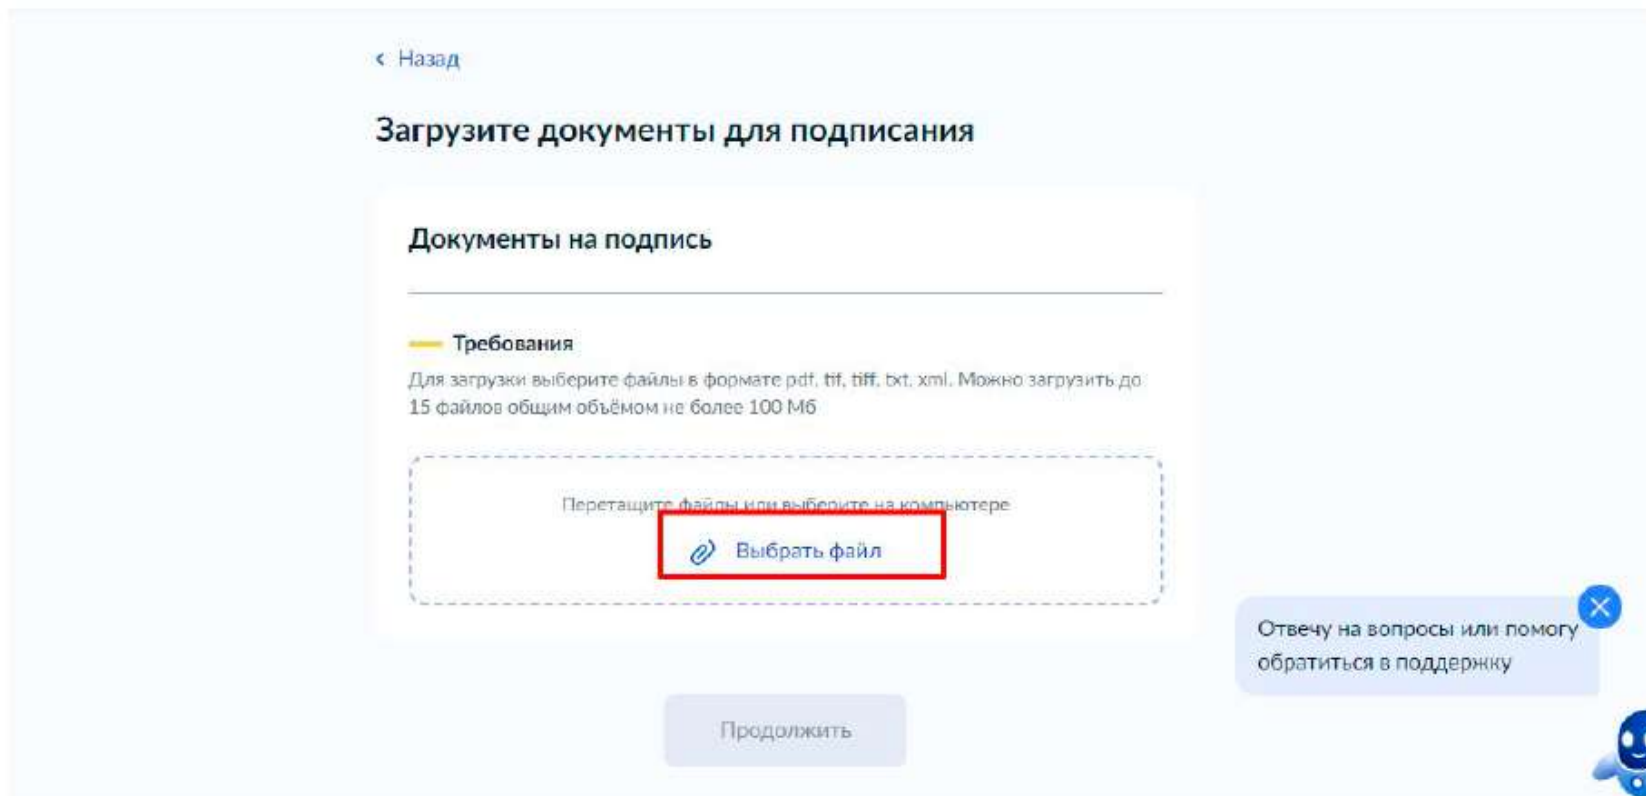 Назад
Загрузите документы для подписания
Документы на подпись
Требования
Для загрузки выберите файлы в формате pdf, tif, tiff, txt, xml. Можно загрузить до
15 файлов общим объёмом не более 100 Мб
Перетащите файлы или выберите на компьютере
Выбрать файл
Отвечу на вопросы или помогу
обратиться в поддержку
Продолжить